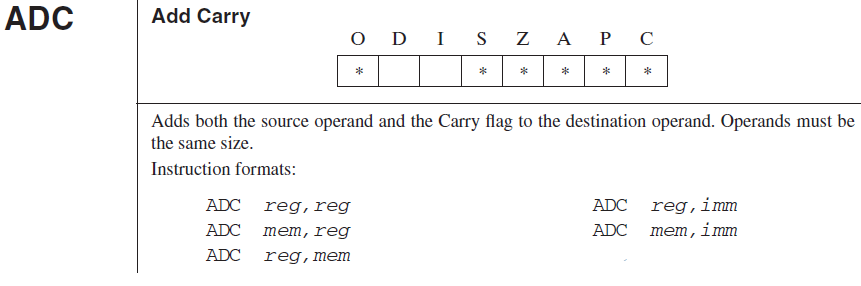 ADC
Add Carry
O D I S Z A P C
* * * * * *
Adds both the source operand and the Carry flag to the destination operand. Operands must be
the same size.
Instruction formats:
ADC reg,reg ADC reg,imm
ADC mem,reg ADC mem,imm
ADC reg,mem